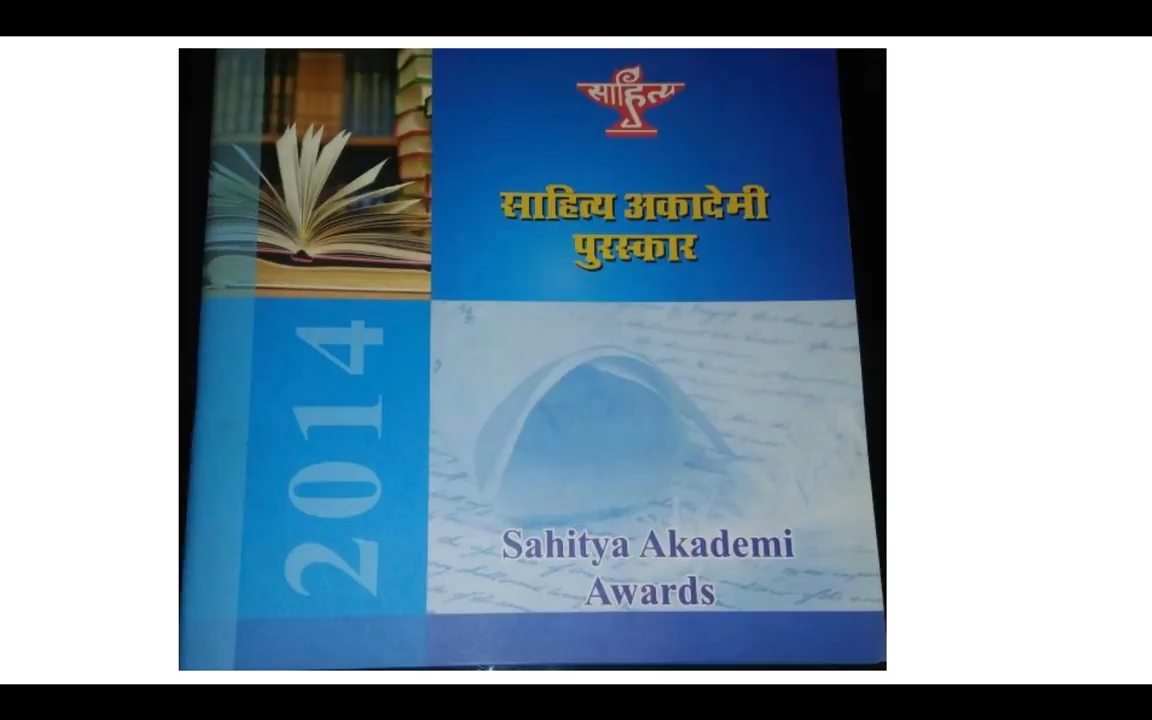 साहित्य
साहित्य अकादेमी
पुरस्कार
2014
Sahitya Akademi
Awards